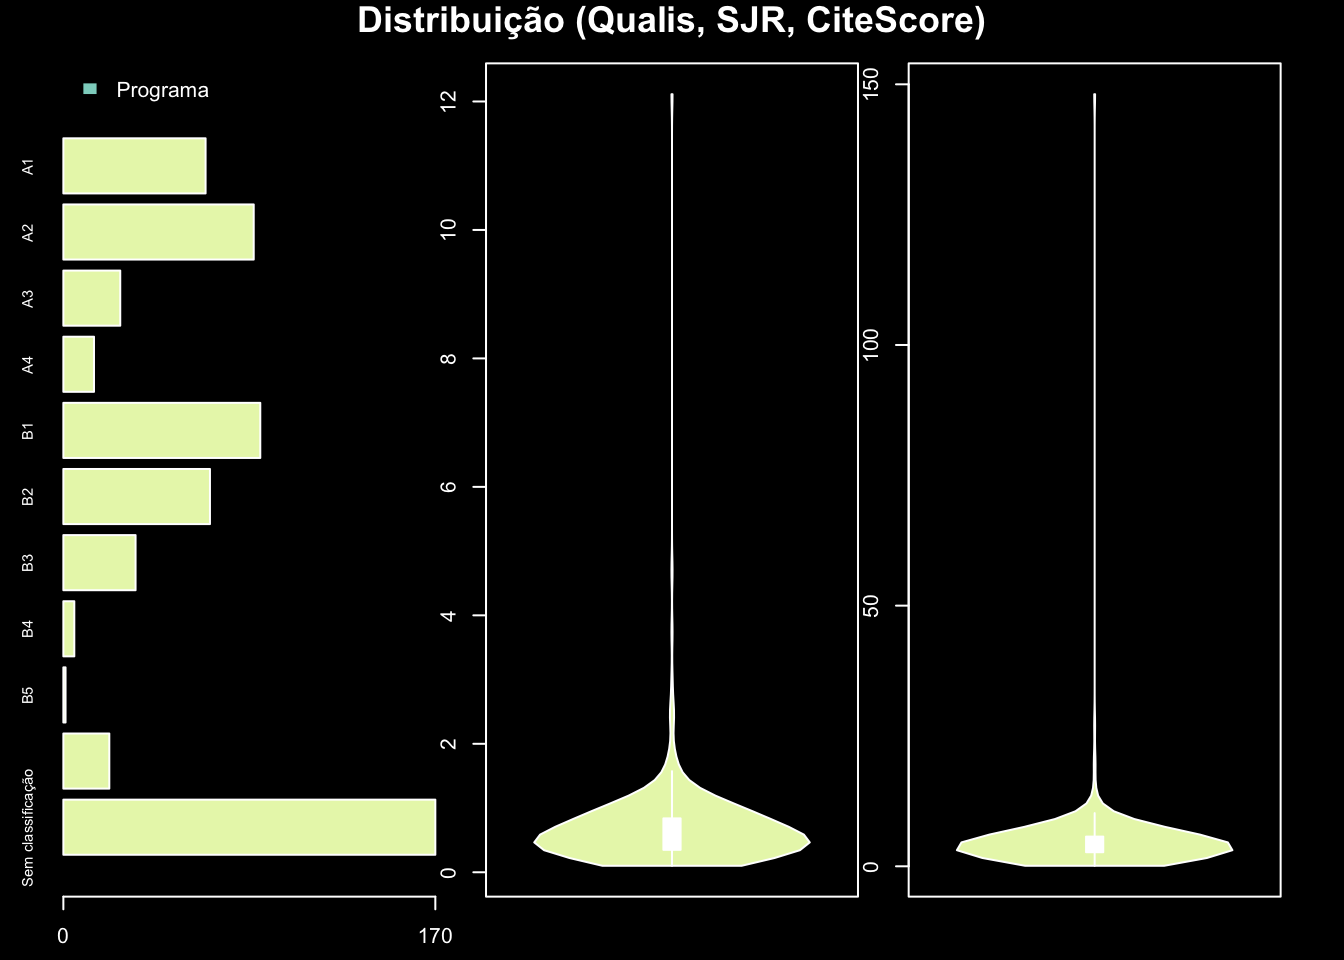 Distribuição (Qualis, SJR, CiteScore)
Programa
A1
A2
A3
A4
B1
B2
B3
B4
B5
Sem classificação
0
170
12
10
8
6
4
2
0
150
100
50
0